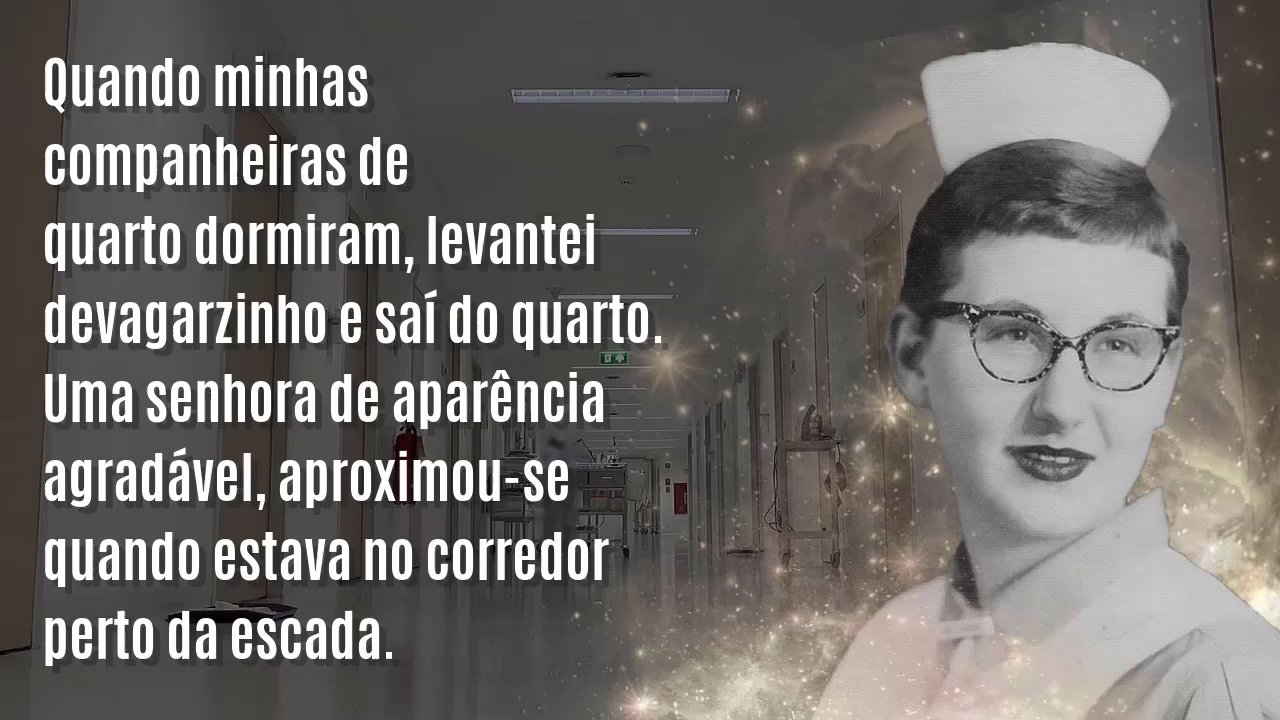 Quando minhas
companheiras de
quarto dormiram, levantei
devagarzinho e saí do quarto.
Uma senhora de aparência
agradável, aproximou-se
quando estava no corredor
perto da escada.